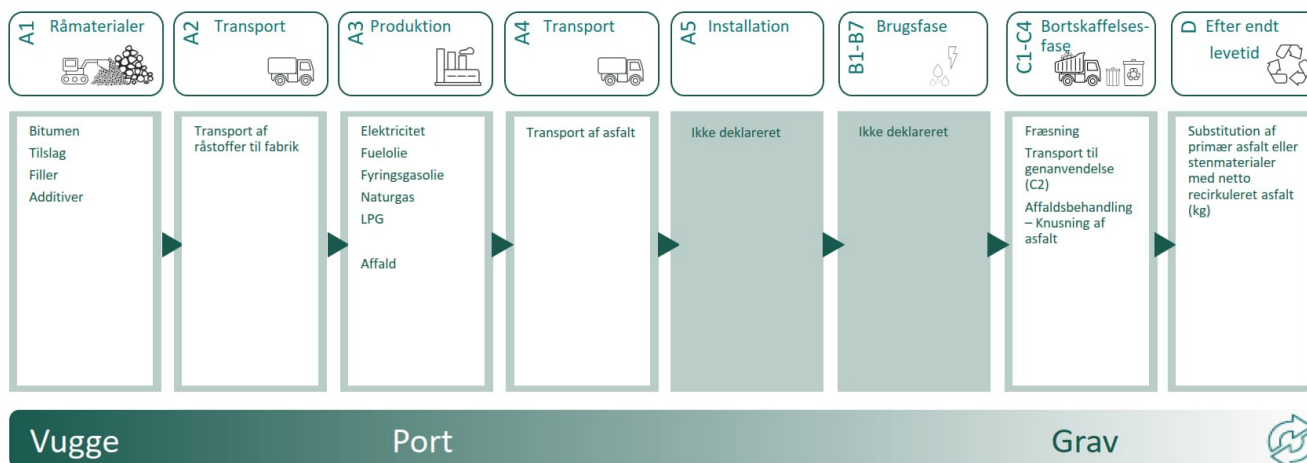 A1 Råmaterialer
A2 Transport
A3 Produktion
A4 Transport
A5 Installation
B1-B7 Brugsfase
C1-C4 Bortskaffelses-
fase
D Efter endt
levetid
Bitumen
Tilslag
Filler
Additiver
Transport af
råstoffer til fabrik
Elektricitet
Fuelolie
Fyringsgasolie
Naturgas
LPG
Affald
Transport af asfalt
Ikke deklareret
Ikke deklareret
Fræsning
Transport til
genanvendelse
(C2)
Affaldsbehandling
– Knusning af
asfalt
Substitution af
primær asfalt eller
stenmaterialer
med netto
recirkuleret asfalt
(kg)
Vugge
Port
Grav